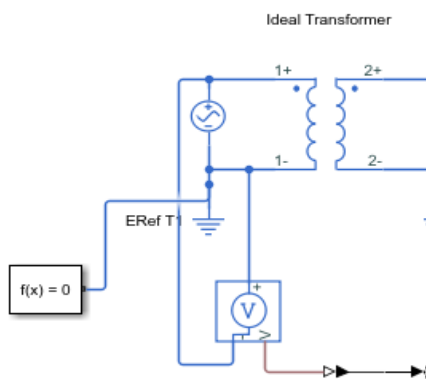 Ideal Transformer
1+
2+
1-
2-
ERef T1
f(x) = 0
+
V
-
V